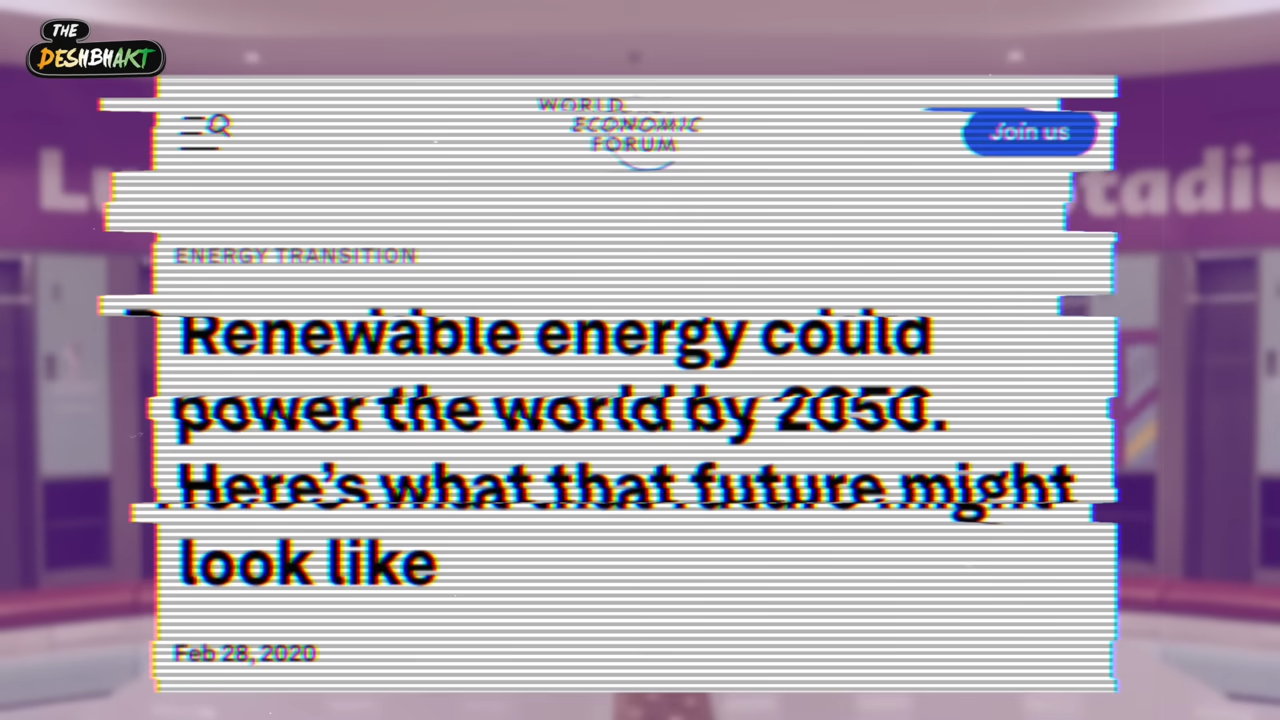 THE
DESHBHAKT
WORLD
ECONOMIC
FORUM
Join us
ENERGY TRANSITION
Renewable energy could
power the world by 2050.
Here's what that future might
look like
Feb 28, 2020